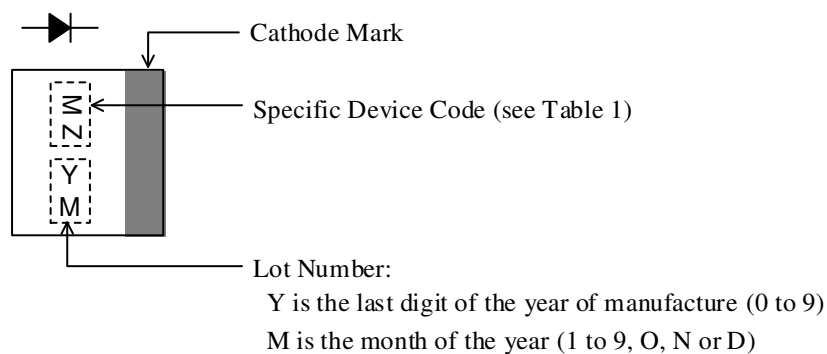 Cathode Mark
M
Z
Specific Device Code (see Table 1)
Y
M
Lot Number:
Y is the last digit of the year of manufacture (0 to 9)
M is the month of the year (1 to 9, O, N or D)